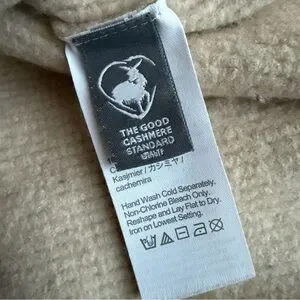 THE GOOD
CASHMERE
STANDARD
Kasjmier / カシミヤ /
cachemira
Hand Wash Cold Separately.
Non-Chlorine Bleach Only.
Reshape and Lay Flat to Dry.
Iron on Lowest Setting.